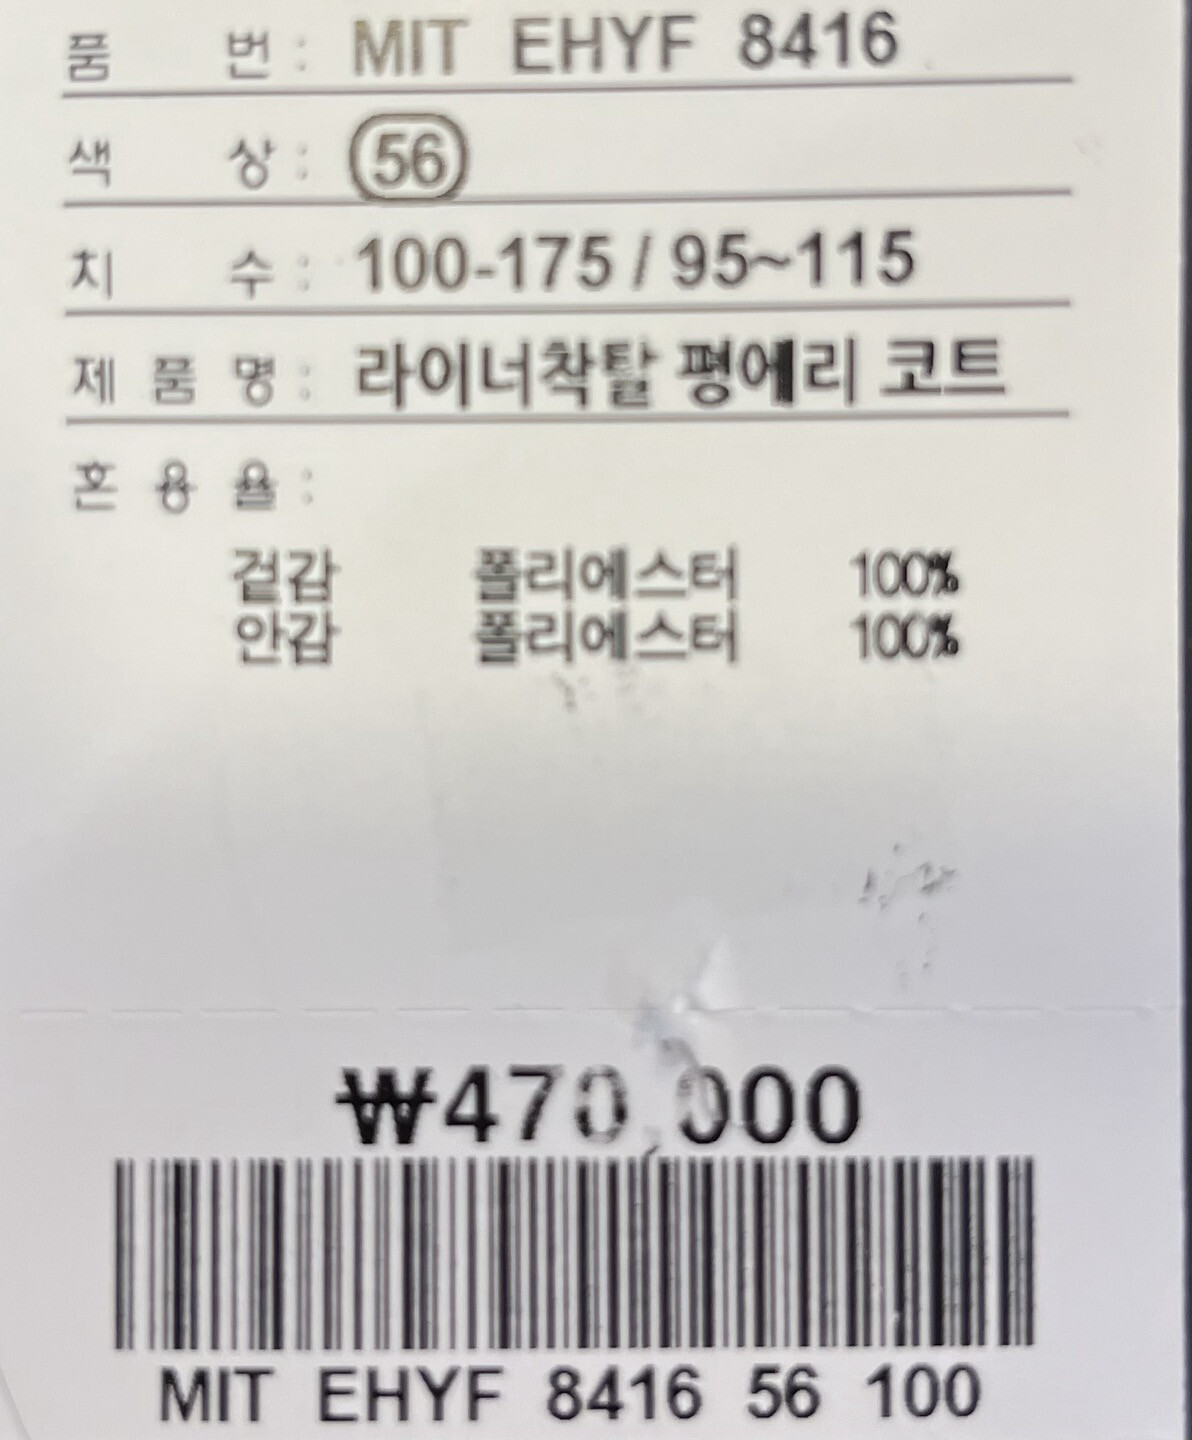 품 번 : MIT EHYF 8416
색 상 : 56
치 수 : 100-175 / 95~115
제 품 명 : 라이너착탈 평에리 코트
혼 용 율 :
겉감 폴리에스터 100%
안감 폴리에스터 100%
₩470,000
MIT EHYF 8416 56 100